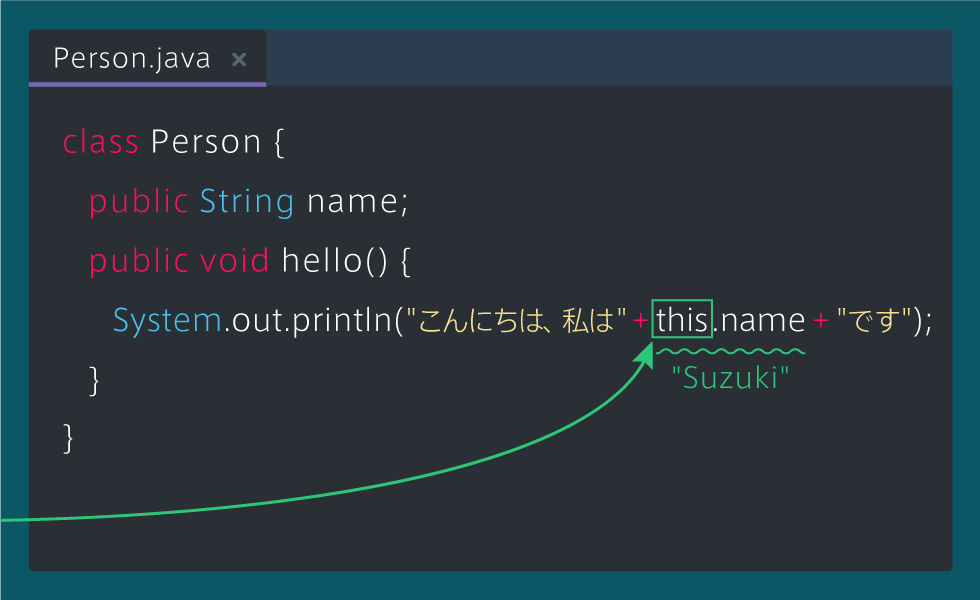 Person.java ×
class Person {
public String name;
public void hello() {
System.out.println("こんにちは、私は" + this.name + "です");
"Suzuki"
}
}